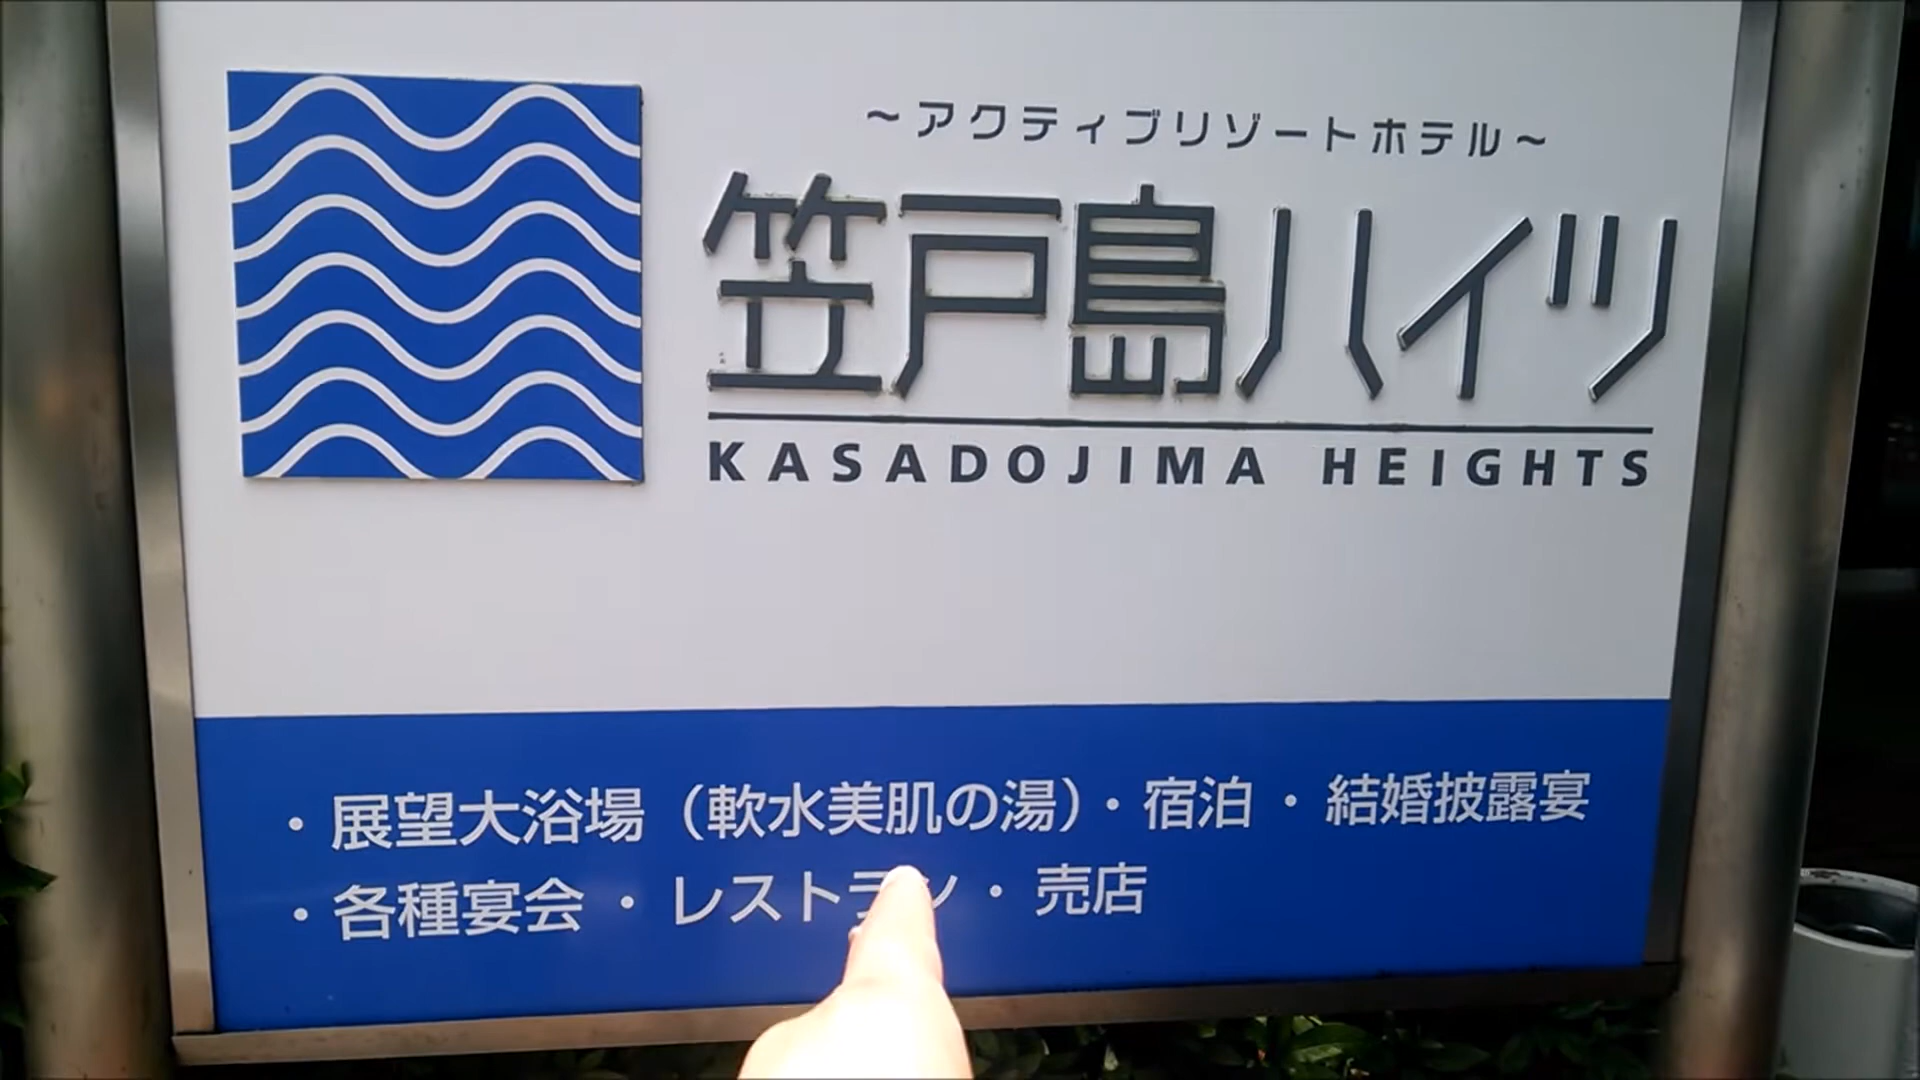 ～アクティブリゾートホテル～
笠戸島ハイツ
KASADOJIMA HEIGHTS
・展望大浴場（軟水美肌の湯）・宿泊・結婚披露宴
・各種宴会・レストラン・売店